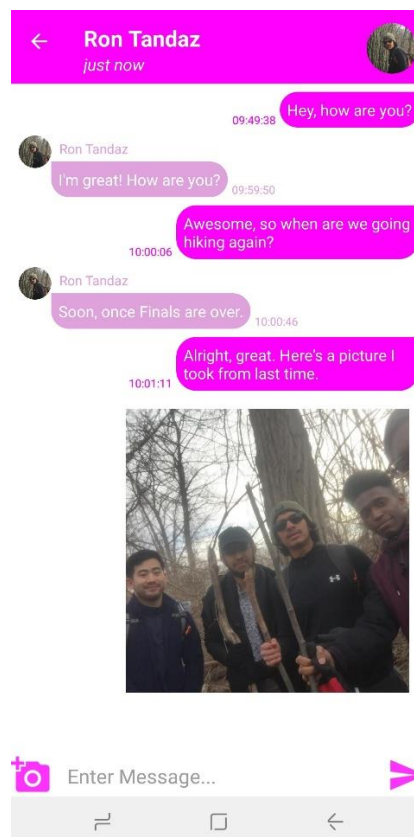 Ron Tandaz
just now
Hey, how are you?
09:49:38
Ron Tandaz
I'm great! How are you?
09:59:50
Awesome, so when are we going
hiking again?
10:00:06
Ron Tandaz
Soon, once Finals are over.
10:00:46
Alright, great. Here's a picture I
took from last time.
10:01:11
Enter Message...